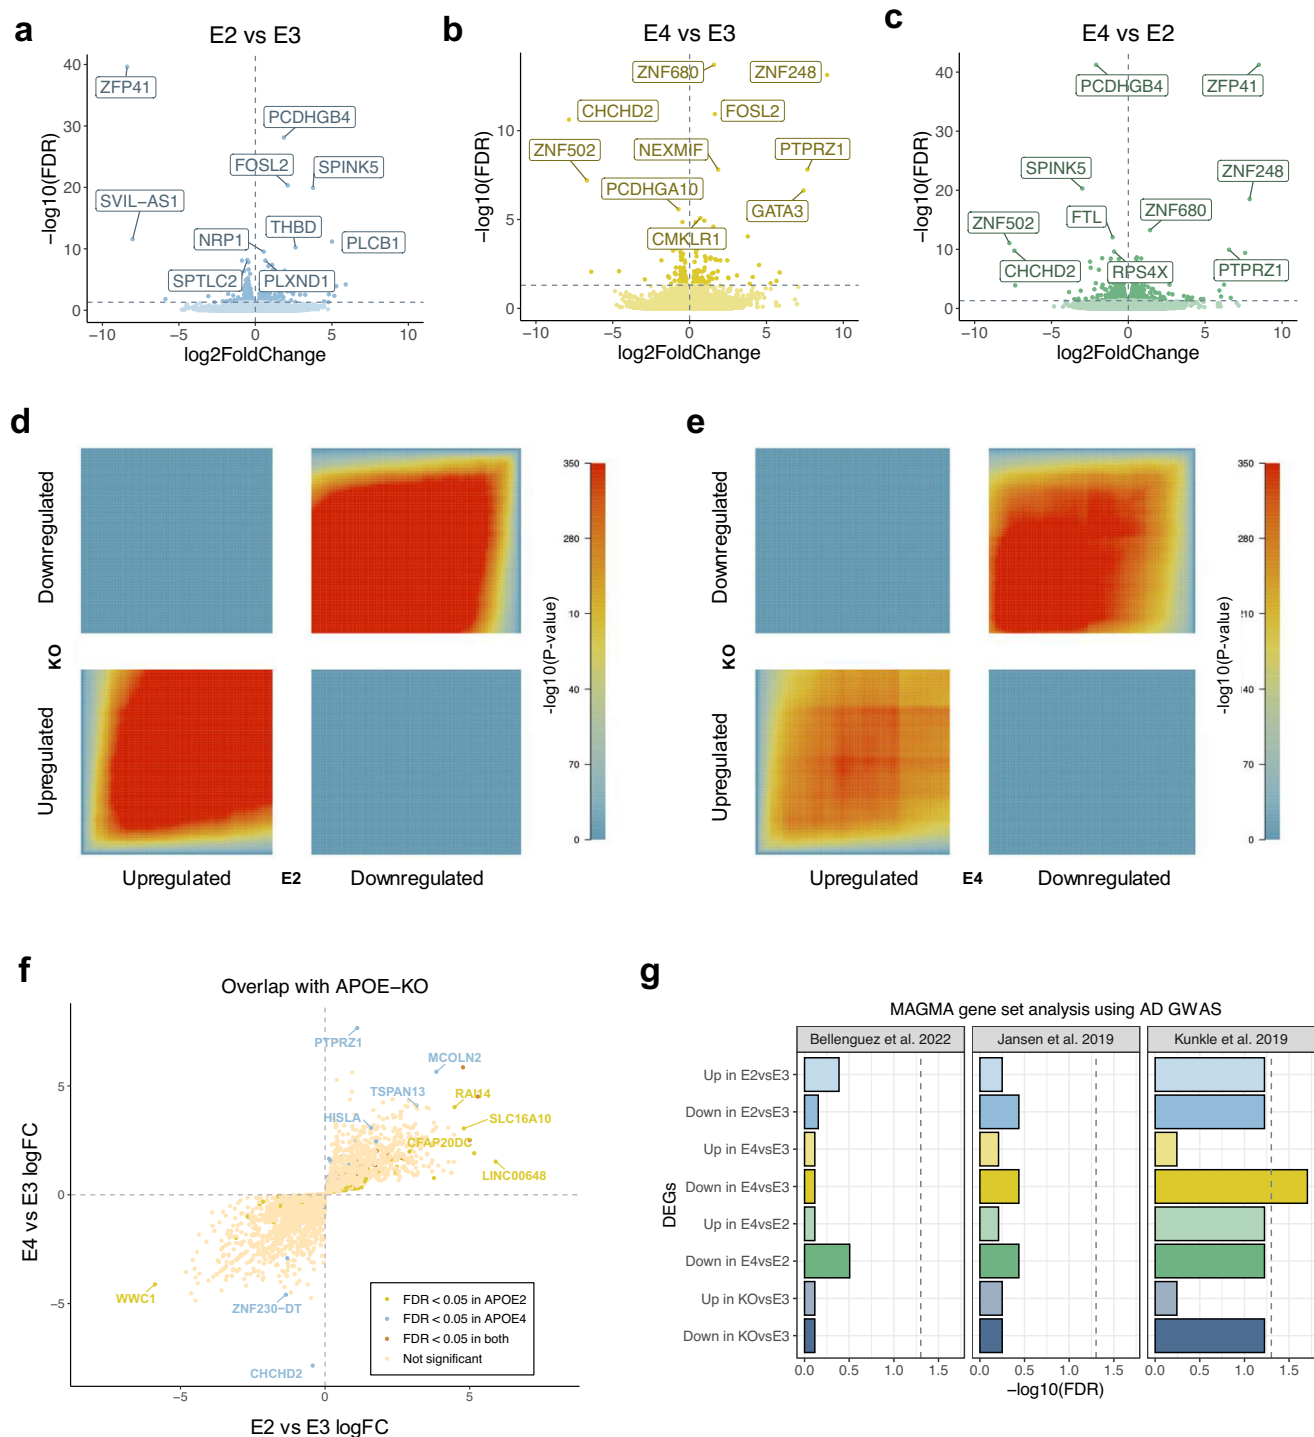 a
E2 vs E3
40
30
20
10
0
−10
−5
0
5
10
−log10(FDR)
log2FoldChange
ZFP41
PCDHGB4
FOSL2
SPINK5
SVIL−AS1
THBD
NRP1
PLCB1
SPTLC2
PLXND1
b
E4 vs E3
10
5
0
−10
−5
0
5
10
−log10(FDR)
log2FoldChange
ZNF680
ZNF248
CHCHD2
FOSL2
ZNF502
NEXMIF
PTPRZ1
PCDHGA10
GATA3
CMKLR1
c
E4 vs E2
40
30
20
10
0
−10
−5
0
5
10
−log10(FDR)
log2FoldChange
PCDHGB4
ZFP41
SPINK5
ZNF248
FTL
ZNF680
ZNF502
CHCHD2
RPS4X
PTPRZ1
d
Downregulated
KO
Upregulated
Upregulated
E2
Downregulated
350
280
10
40
70
0
-log10(P-value)
e
Downregulated
KO
Upregulated
Upregulated
E4
Downregulated
350
280
210
140
70
0
-log10(P-value)
f
Overlap with APOE−KO
PTPRZ1
MCOLN2
TSPAN13
RAI14
HISLA
SLC16A10
CFAP20DC
LINC00648
WWC1
ZNF230−DT
CHCHD2
5
0
−5
−5
0
5
E4 vs E3 logFC
E2 vs E3 logFC
FDR < 0.05 in APOE2
FDR < 0.05 in APOE4
FDR < 0.05 in both
Not significant
g
MAGMA gene set analysis using AD GWAS
Bellenguez et al. 2022
Jansen et al. 2019
Kunkle et al. 2019
Up in E2vsE3
Down in E2vsE3
Up in E4vsE3
Down in E4vsE3
Up in E4vsE2
Down in E4vsE2
Up in KOvsE3
Down in KOvsE3
DEGs
0.0 0.5 1.0 1.5
0.0 0.5 1.0 1.5
0.0 0.5 1.0 1.5
−log10(FDR)